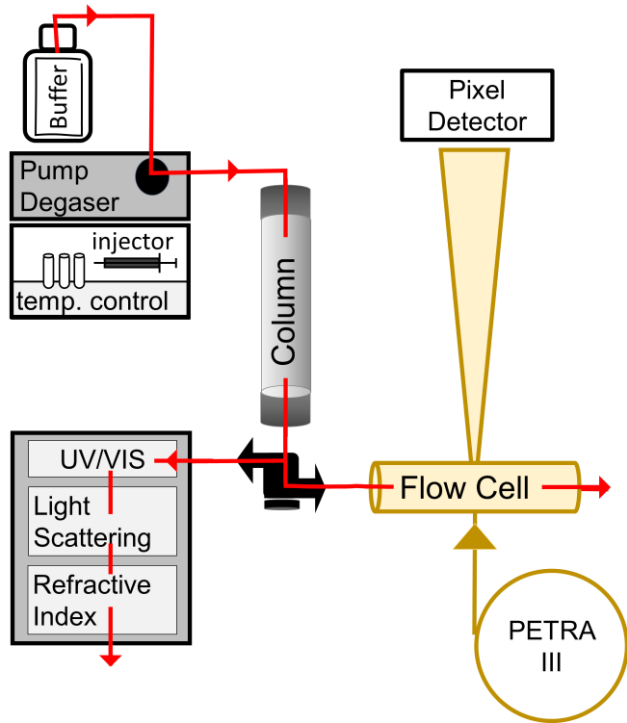 Buffer
Pump
Degaser
injector
temp. control
Column
Pixel
Detector
UV/VIS
Light
Scattering
Refractive
Index
Flow Cell
PETRA
III